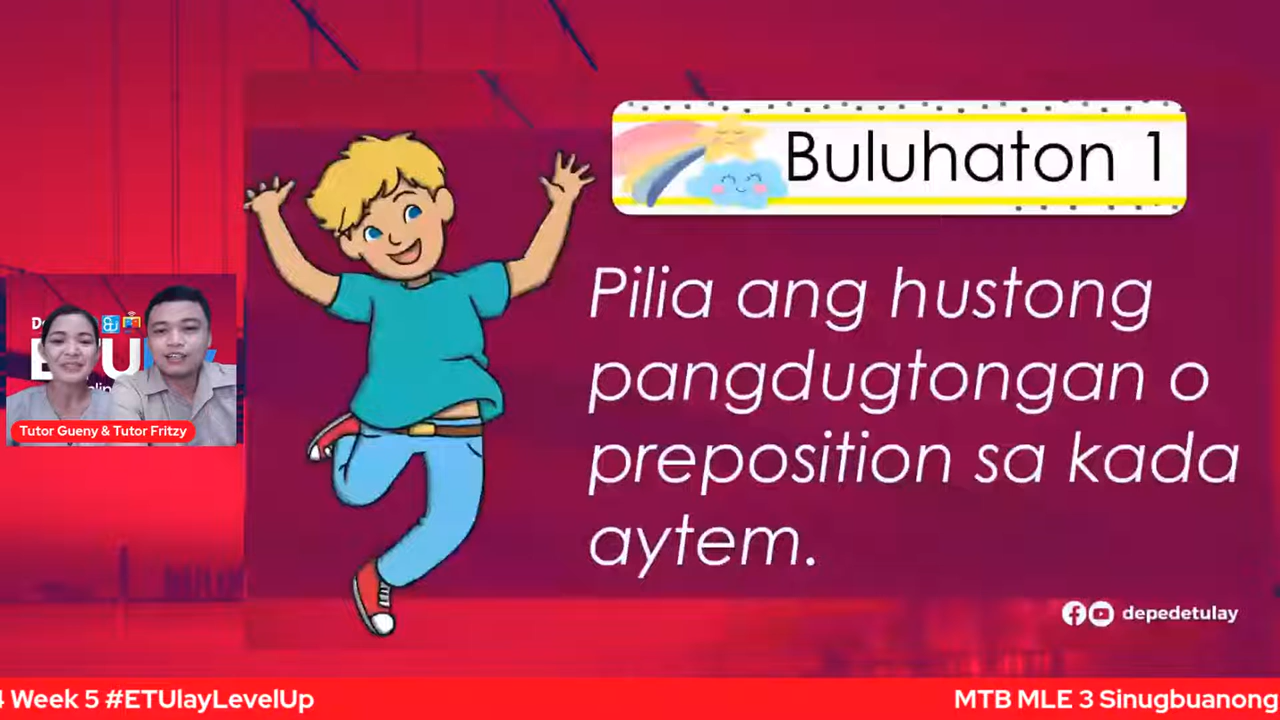 Buluhaton 1
Pilia ang hustong
pangdugtongan o
preposition sa kada
aytem.
Tutor Gueny & Tutor Fritzy
depedetulay
4 Week 5 #ETUlayLevelUp
MTB MLE 3 Sinugbuanong